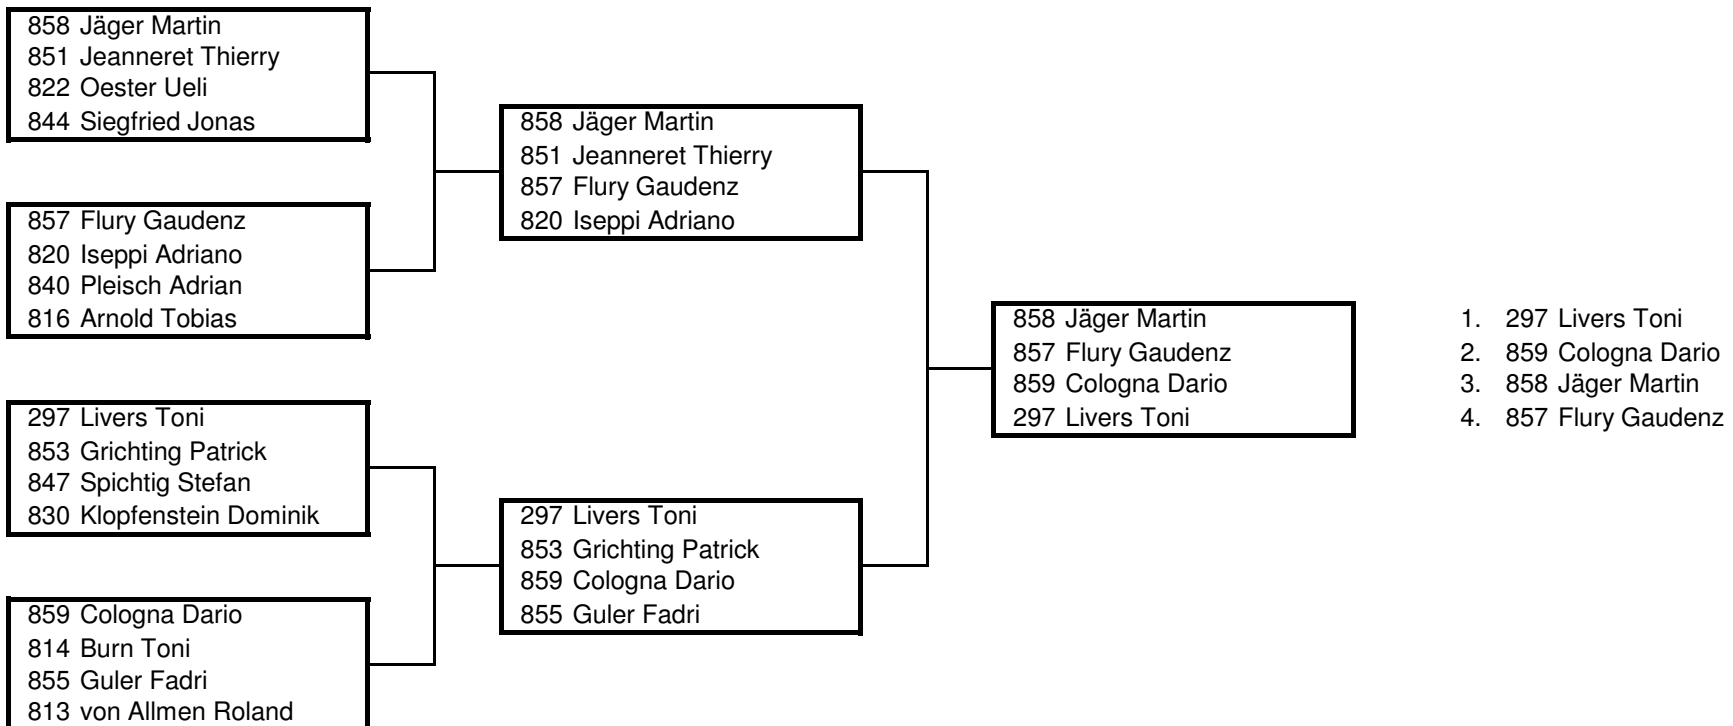 858 Jäger Martin
851 Jeanneret Thierry
822 Oester Ueli
844 Siegfried Jonas
857 Flury Gaudenz
820 Iseppi Adriano
840 Pleisch Adrian
816 Arnold Tobias
297 Livers Toni
853 Grichting Patrick
847 Spichtig Stefan
830 Klopfenstein Dominik
859 Cologna Dario
814 Burn Toni
855 Guler Fadri
813 von Allmen Roland
858 Jäger Martin
851 Jeanneret Thierry
857 Flury Gaudenz
820 Iseppi Adriano
297 Livers Toni
853 Grichting Patrick
859 Cologna Dario
855 Guler Fadri
858 Jäger Martin
857 Flury Gaudenz
859 Cologna Dario
297 Livers Toni
1. 297 Livers Toni
2. 859 Cologna Dario
3. 858 Jäger Martin
4. 857 Flury Gaudenz